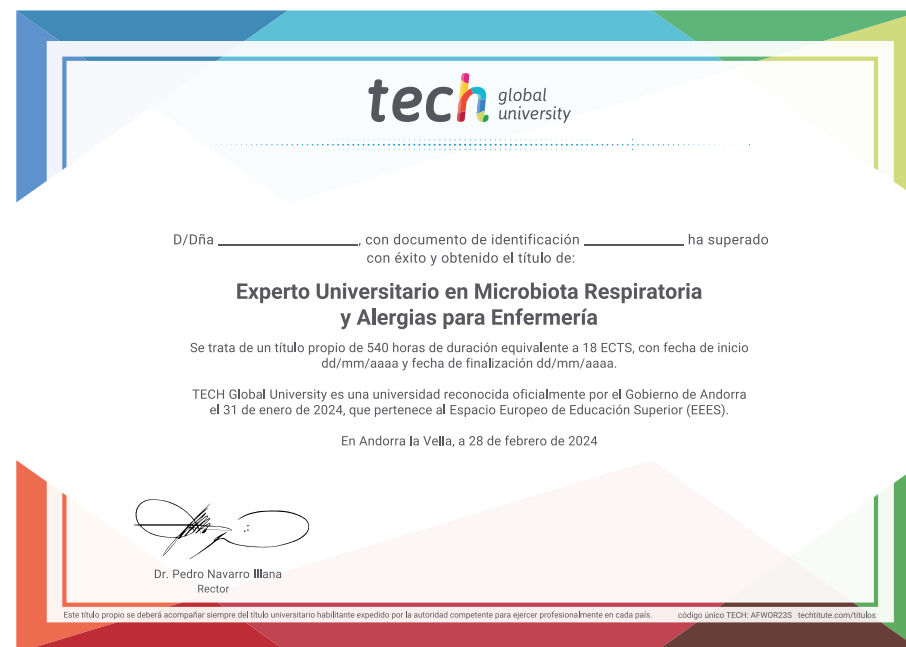 tech global
university
D/Dña ____________________, con documento de identificación ______________ ha superado
con éxito y obtenido el título de:
Experto Universitario en Microbiota Respiratoria
y Alergias para Enfermería
Se trata de un título propio de 540 horas de duración equivalente a 18 ECTS, con fecha de inicio
dd/mm/aaaa y fecha de finalización dd/mm/aaaa.
TECH Global University es una universidad reconocida oficialmente por el Gobierno de Andorra
el 31 de enero de 2024, que pertenece al Espacio Europeo de Educación Superior (EEES).
En Andorra la Vella, a 28 de febrero de 2024
Dr. Pedro Navarro Illana
Rector
Este título propio se deberá acompañar siempre del título universitario habilitante expedido por la autoridad competente para ejercer profesionalmente en cada país. código único TECH: AFWOR23S techtitute.com/titulos